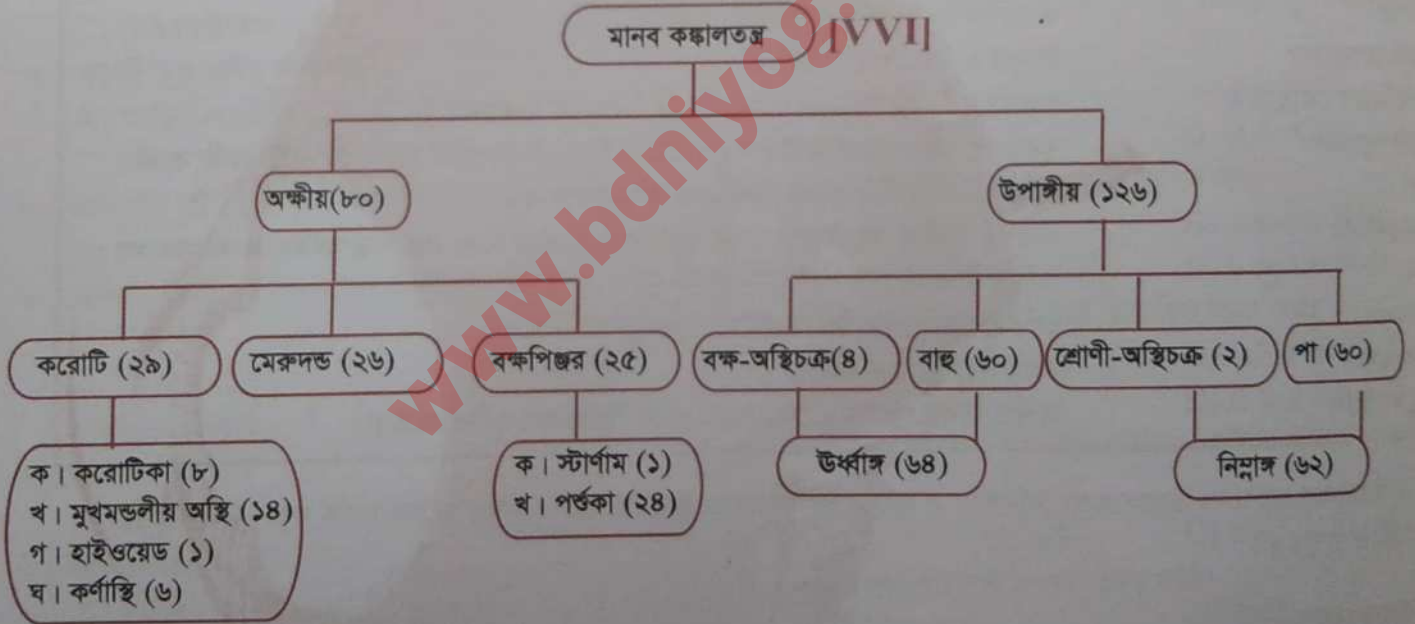 মানব কঙ্কালতন্ত্র [VVI]
অক্ষীয়(৮০)
উপাঙ্গীয় (১২৬)
করোটি (২৯)
মেরুদন্ড (২৬)
বক্ষপিঞ্জর (২৫)
বক্ষ-অস্থিচক্র(৪)
বাহু (৬০)
শ্রোণী-অস্থিচক্র (২)
পা (৬০)
ক। করোটিকা (৮)
খ। মুখমন্ডলীয় অস্থি (১৪)
গ। হাইওয়েড (১)
ঘ। কর্ণাস্থি (৬)
ক। স্টার্ণাম (১)
খ। পর্শুকা (২৪)
উর্ধ্বাঙ্গ (৬৪)
নিম্নাঙ্গ (৬২)
www.bdniyog.